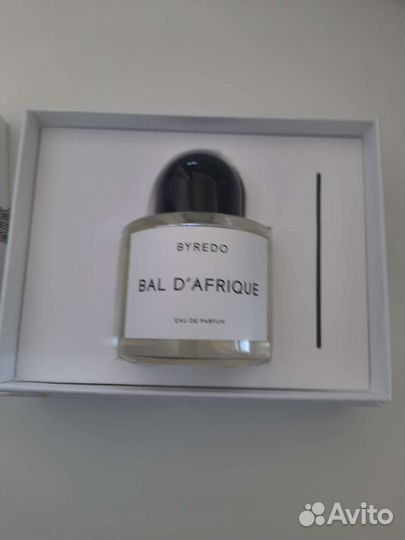 BYREDO
BAL D'AFRIQUE
EAU DE PARFUM
Avito